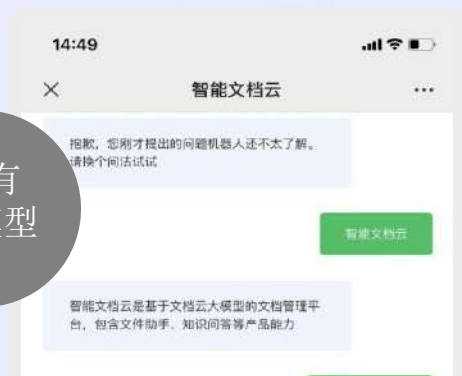 14:49
智能文档云
抱歉，您刚才提出的问题机器人还不太了解。
请换个问法试试
有
型
智能文档云
智能文档云是基于文档云大模型的文档管理平
台，包含文件助手、知识问答等产品能力